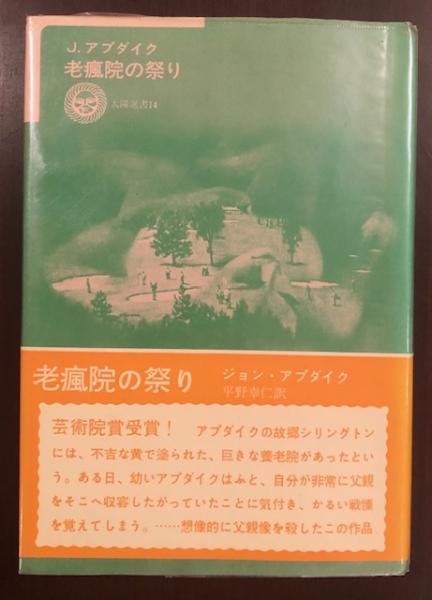 J. アプダイク
老瘋院の祭り
太陽選書14
老瘋院の祭り
ジョン・アプダイク
平野幸仁訳
芸術院賞受賞! アプダイクの故郷シリングトン
には、不吉な黄で塗られた、巨きな養老院があったとい
う。ある日、幼いアプダイクはふと、自分が非常に父親
をそこへ収容したがっていたことに気付き、かるい戦慄
を覚えてしまう。……想像的に父親像を殺したこの作品